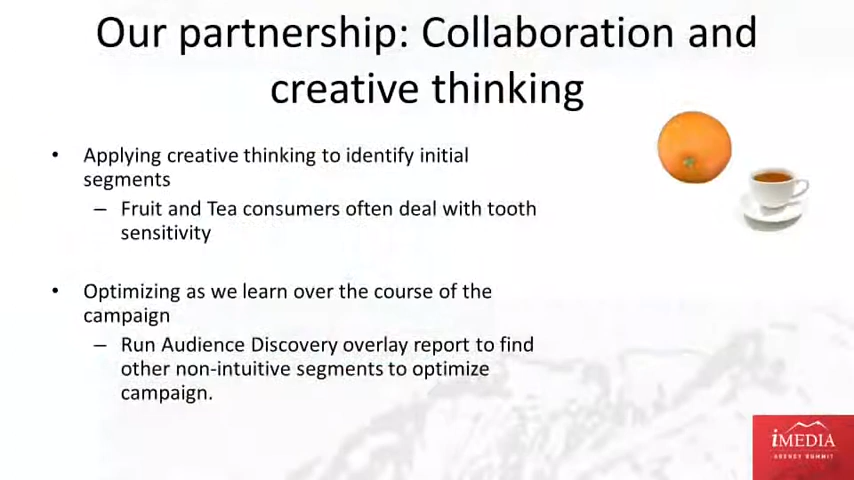 Our partnership: Collaboration and
creative thinking
• Applying creative thinking to identify initial
segments
– Fruit and Tea consumers often deal with tooth
sensitivity
• Optimizing as we learn over the course of the
campaign
– Run Audience Discovery overlay report to find
other non-intuitive segments to optimize
campaign.
iMEDIA
AGENCY SUMMIT